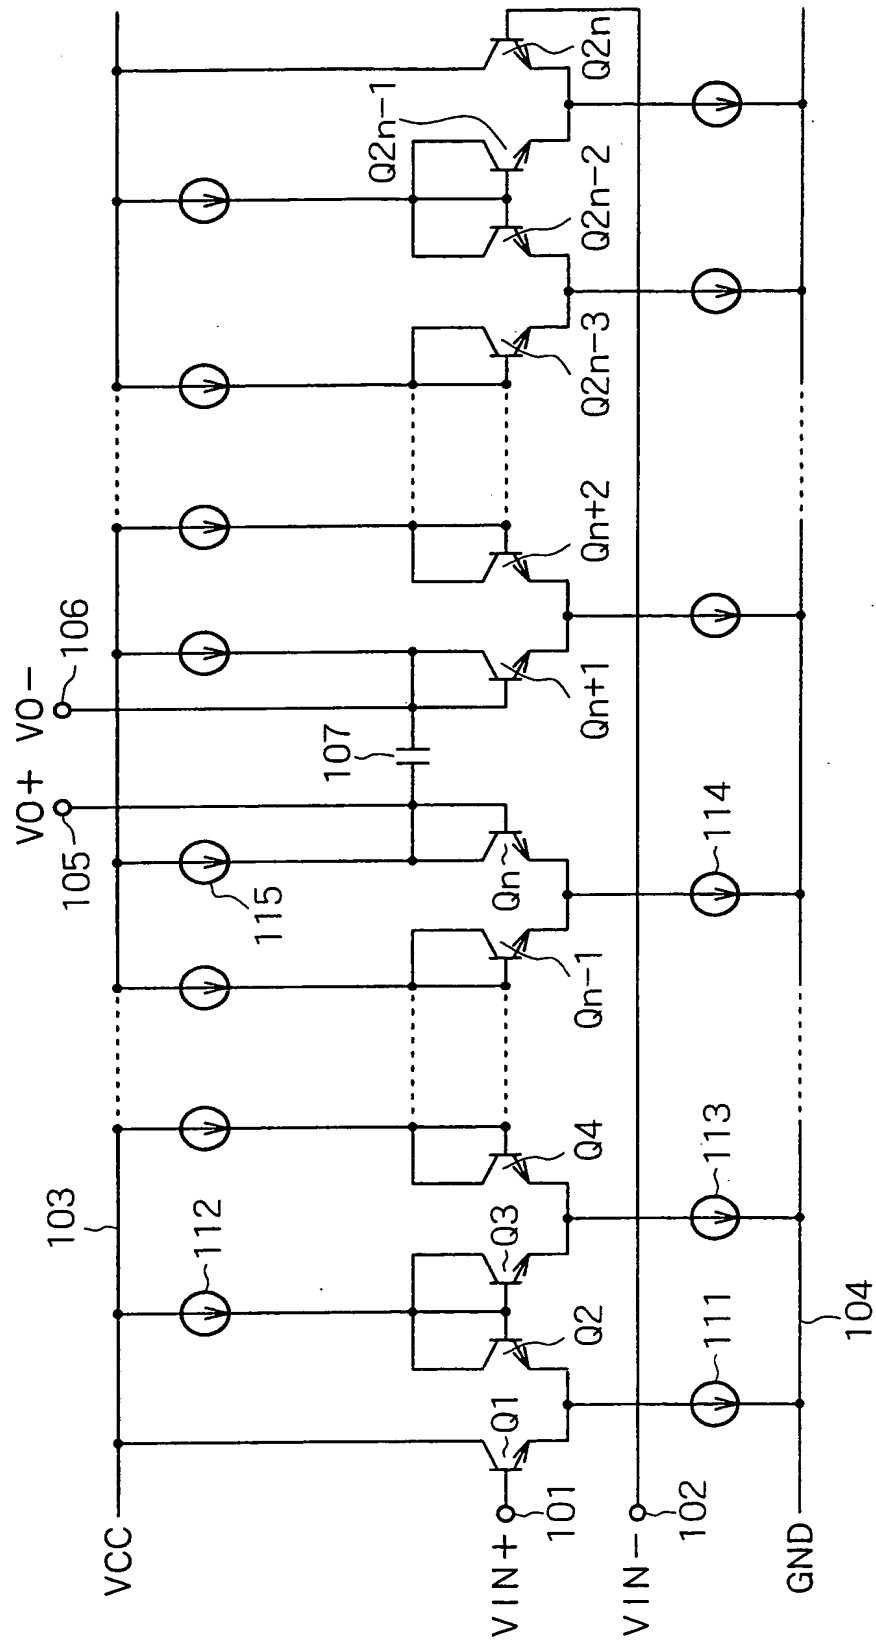 VO+ VO-
105
106
103
VCC
112
115
107
Q2n-1
VIN+
101
Q1
Q2
Q3
Q4
Qn-1
Qn
Qn+1
Qn+2
Q2n-3
Q2n-2
Q2n
VIN-
102
111
113
114
GND
104